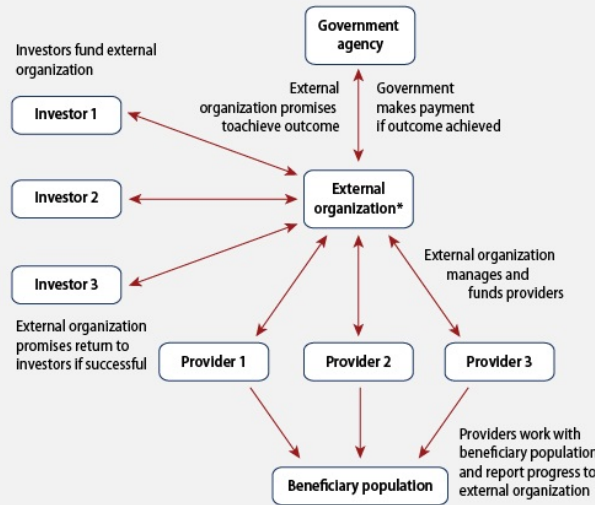 Government
agency
Investors fund external
organization
External
organization promises
toachieve outcome
Government
makes payment
if outcome achieved
Investor 1
Investor 2
External
organization*
Investor 3
External organization
manages and
funds providers
External organization
promises return to
investors if successful
Provider 1
Provider 2
Provider 3
Providers work with
beneficiary population
and report progress to
external organization
Beneficiary population